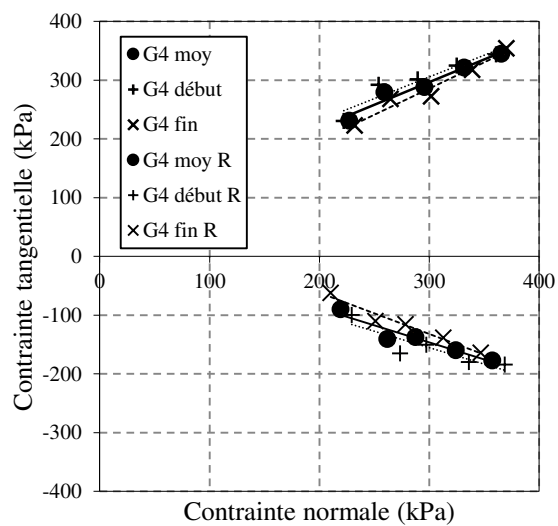 400
300
200
100
0
-100
-200
-300
-400
Contrainte tangentielle (kPa)
G4 moy
G4 début
G4 fin
G4 moy R
G4 début R
G4 fin R
0 100 200 300 400
Contrainte normale (kPa)